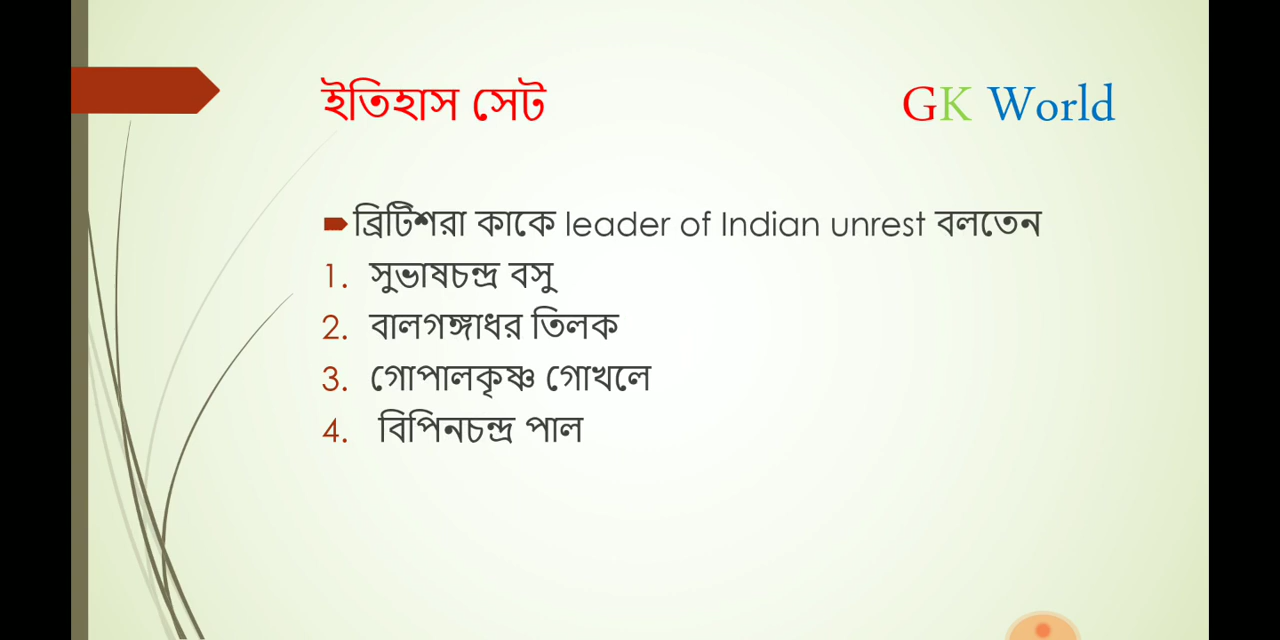 ইতিহাস সেট GK World
ব্রিটিশরা কাকে leader of Indian unrest বলতেন
1. সুভাষচন্দ্র বসু
2. বালগঙ্গাধর তিলক
3. গোপালকৃষ্ণ গোখলে
4. বিপিনচন্দ্র পাল